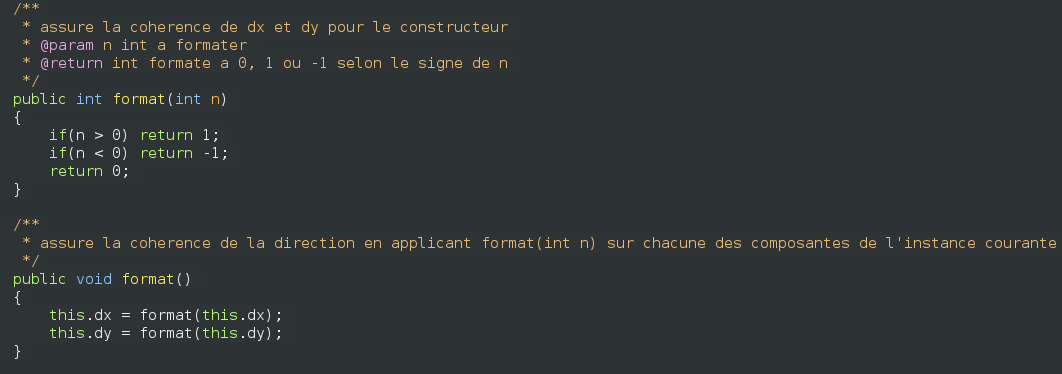 /**
 * assure la coherence de dx et dy pour le constructeur
 * @param n int a formater
 * @return int formate a 0, 1 ou -1 selon le signe de n
 */
public int format(int n)
{
    if(n > 0) return 1;
    if(n < 0) return -1;
    return 0;
}
/**
 * assure la coherence de la direction en applicant format(int n) sur chacune des composantes de l'instance courante
 */
public void format()
{
    this.dx = format(this.dx);
    this.dy = format(this.dy);
}